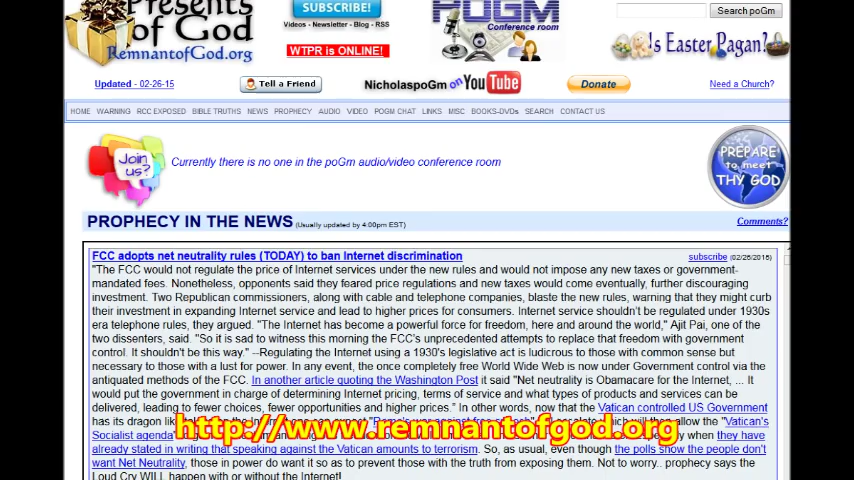 Presents
of God
RemnantofGod.org
SUBSCRIBE!
Videos - Newsletter - Blog - RSS
WTPR is ONLINE!
POGM
Conference room
Search poGm
Is Easter Pagan?
Updated - 02-26-15
Tell a Friend
NicholaspoGm on YouTube
Donate
Need a Church?
HOME WARNING RCC EXPOSED BIBLE TRUTHS NEWS PROPHECY AUDIO VIDEO POGM CHAT LINKS MISC BOOKS-DVDs SEARCH CONTACT US
Join us?
Currently there is no one in the poGm audio/video conference room
PREPARE
to meet
THY GOD
PROPHECY IN THE NEWS (Usually updated by 4:00pm EST)
Comments?
FCC adopts net neutrality rules (TODAY) to ban Internet discrimination
subscribe (02/26/2015)
"The FCC would not regulate the price of Internet services under the new rules and would not impose any new taxes or government-
mandated fees. Nonetheless, opponents said they feared price regulations and new taxes would come eventually, further discouraging
investment. Two Republican commissioners, along with cable and telephone companies, blaste the new rules, warning that they might curb
their investment in expanding Internet service and lead to higher prices for consumers. Internet service shouldn't be regulated under 1930s
era telephone rules, they argued. "The Internet has become a powerful force for freedom, here and around the world," Ajit Pai, one of the
two dissenters, said. "So it is sad to witness this morning the FCC's unprecedented attempts to replace that freedom with government
control. It shouldn't be this way." --Regulating the Internet using a 1930's legislative act is ludicrous to those with common sense but
necessary to those with a lust for power. In any event, the once completely free World Wide Web is now under Government control via the
antiquated methods of the FCC. In another article quoting the Washington Post it said "Net neutrality is Obamacare for the Internet, ... It
would put the government in charge of determining Internet pricing, terms of service and what types of products and services can be
delivered, leading to fewer choices, fewer opportunities and higher prices." In other words, now that the Vatican controlled US Government
has its dragon allow the "Vatican's
Socialist agenda when they have
already stated in writing that speaking against the Vatican amounts to terrorism. So, as usual, even though the polls show the people don't
want Net Neutrality, those in power do want it so as to prevent those with the truth from exposing them. Not to worry.. prophecy says the
Loud Cry WILL happen with or without the Internet!
http://www.remnantofgod.org